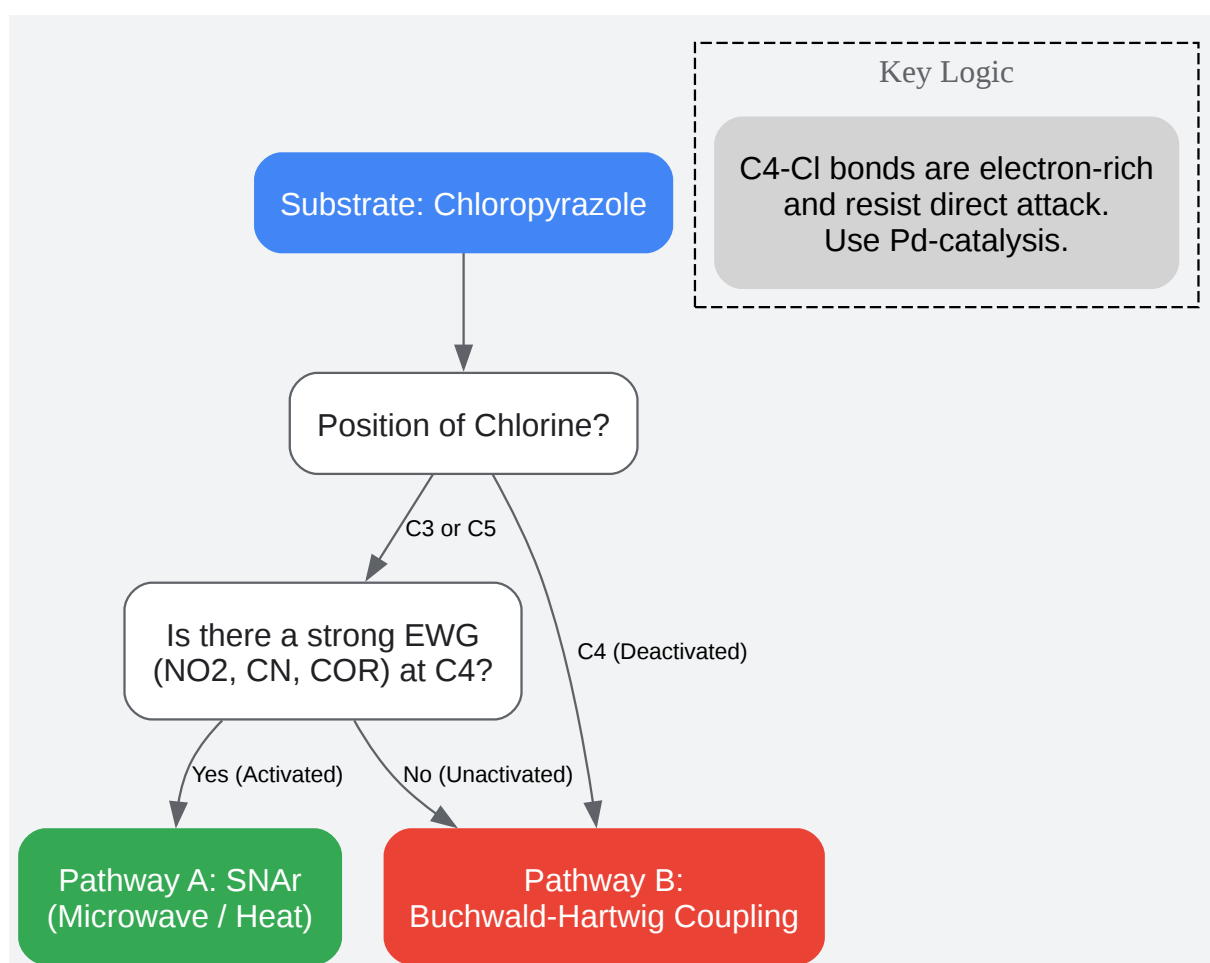 Key Logic
C4-Cl bonds are electron-rich
and resist direct attack.
Use Pd-catalysis.
Substrate: Chloropyrazole
Position of Chlorine?
C3 or C5
Is there a strong EWG
(NO2, CN, COR) at C4?
C4 (Deactivated)
Yes (Activated)
No (Unactivated)
Pathway A: SNAr
(Microwave / Heat)
Pathway B:
Buchwald-Hartwig Coupling